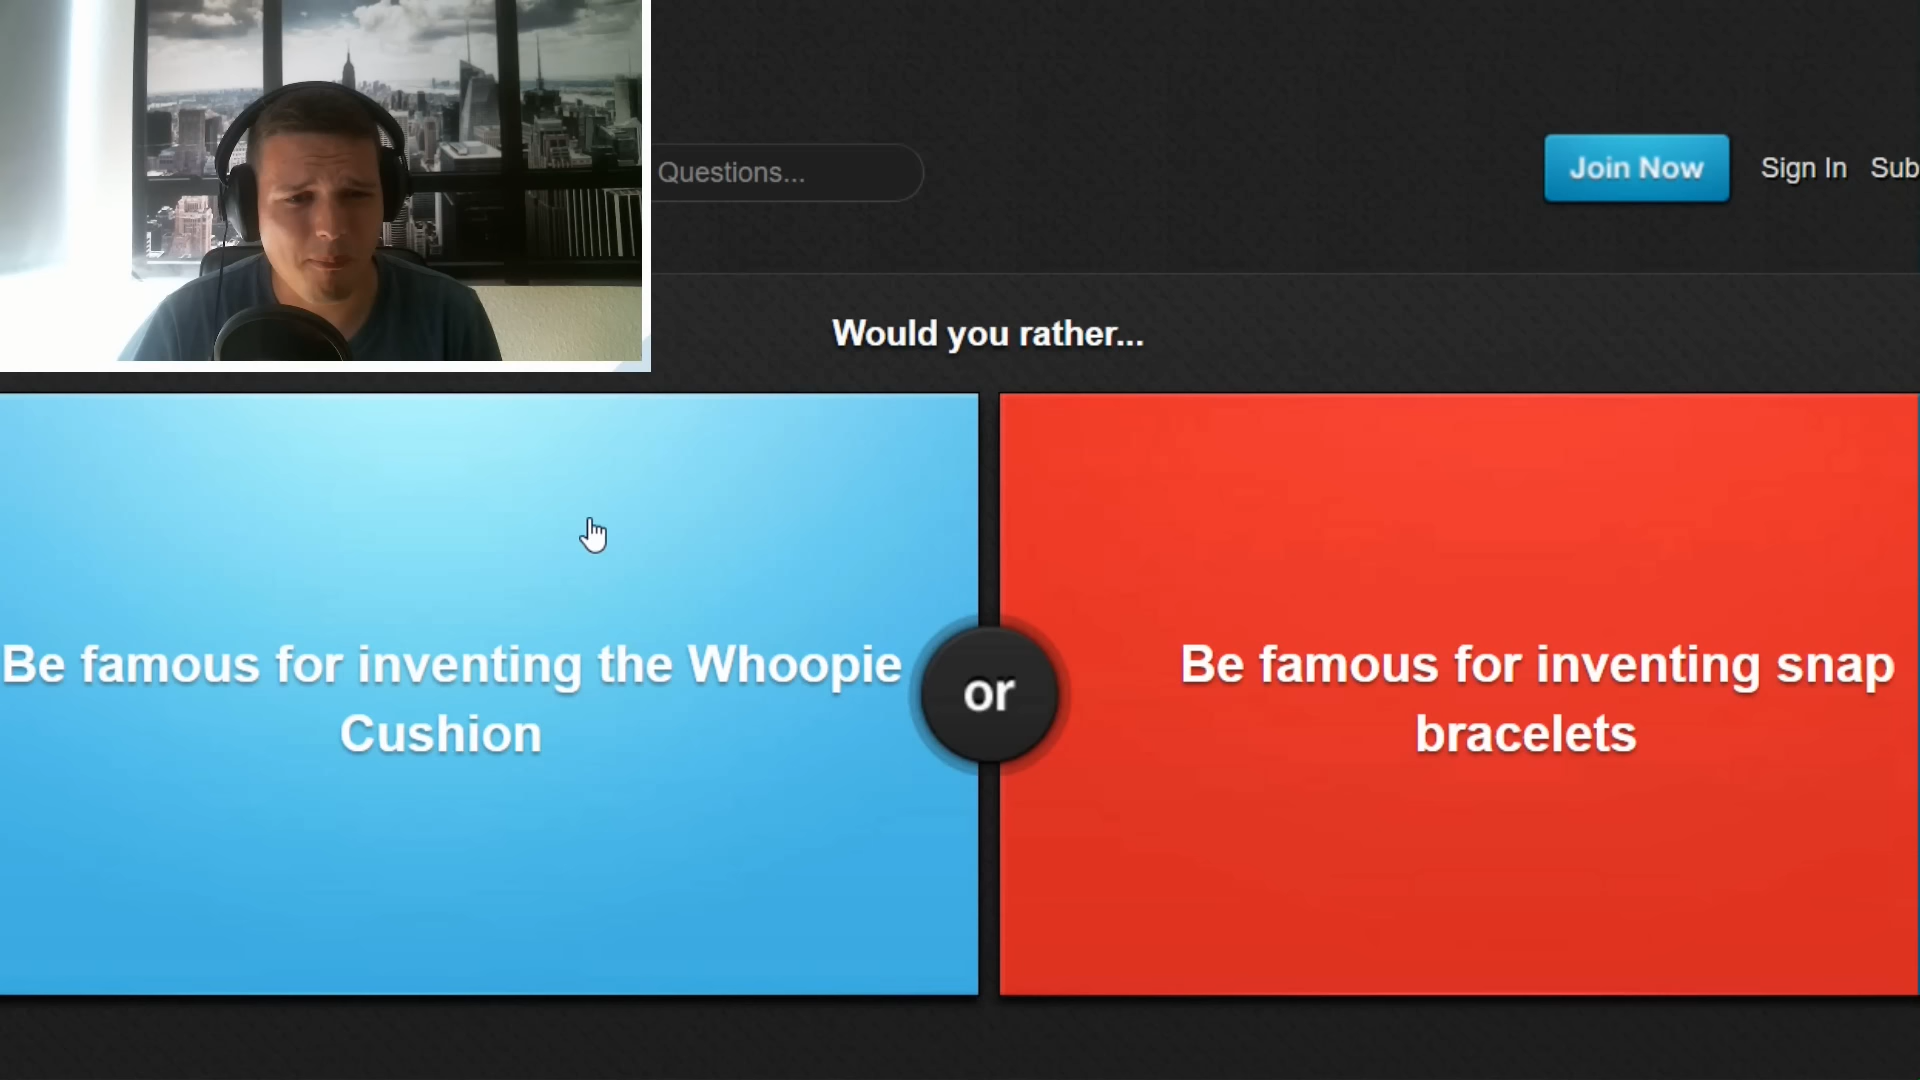 Questions...
Join Now
Sign In
Sub
Would you rather...
Be famous for inventing the Whoopie
Cushion
or
Be famous for inventing snap
bracelets